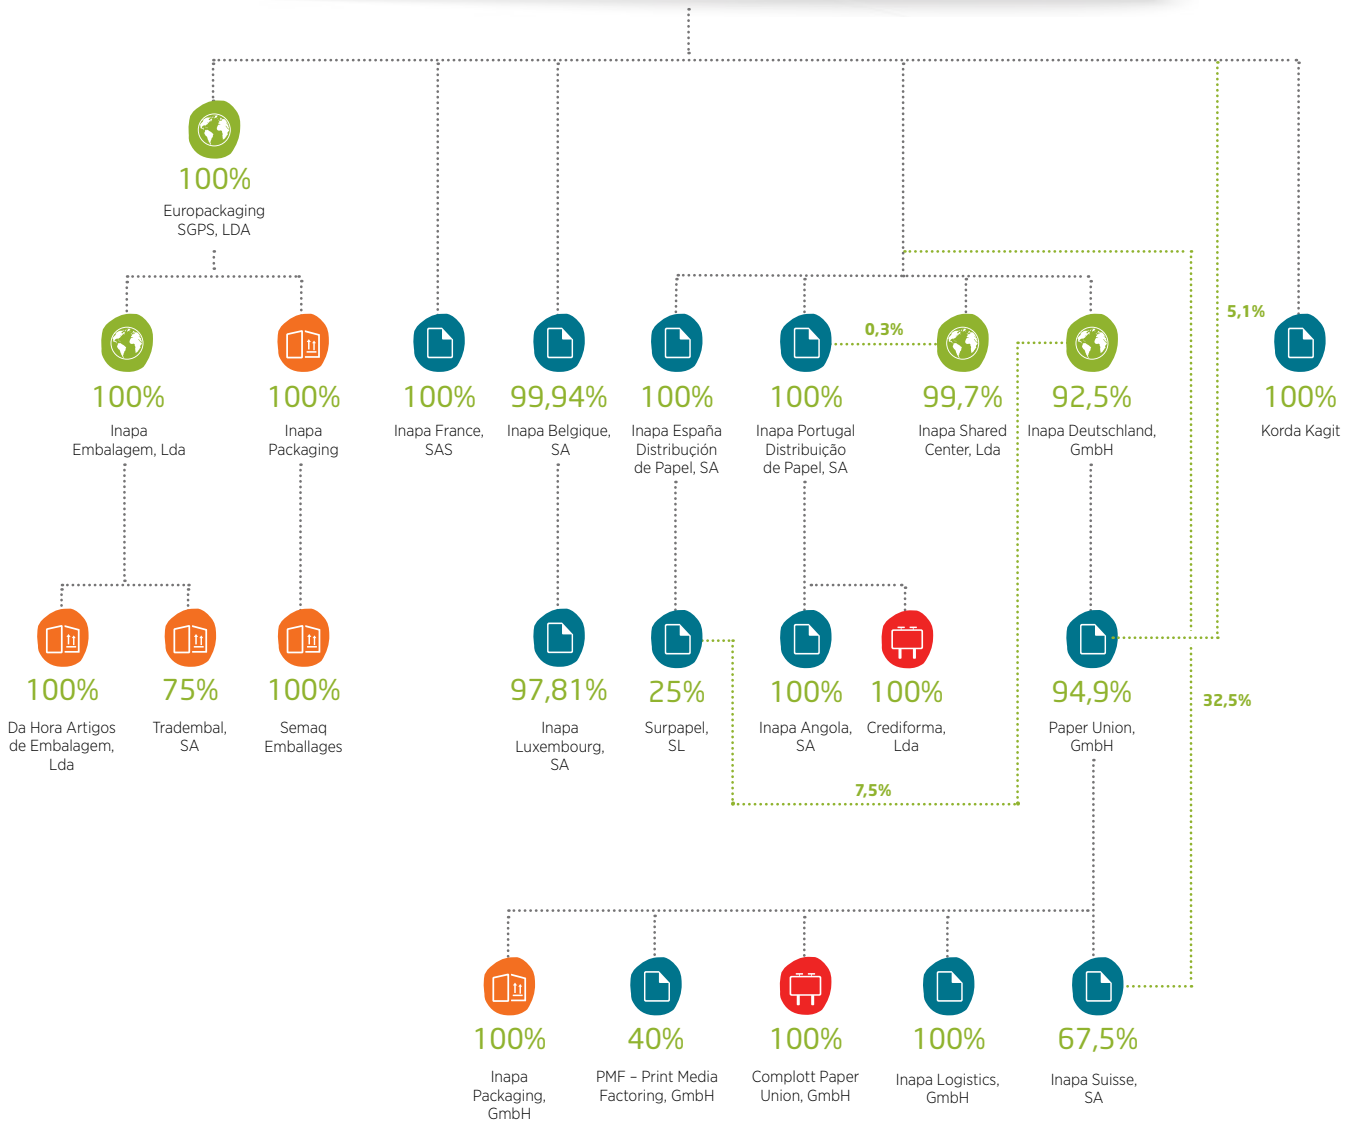 100%
Europackaging
SGPS, LDA
5,1%
0,3%
100%
Inapa
Embalagem, Lda
100%
Inapa
Packaging
100%
Inapa France,
SAS
99,94%
Inapa Belgique,
SA
100%
Inapa España
Distribuçión
de Papel, SA
100%
Inapa Portugal
Distribuição
de Papel, SA
99,7%
Inapa Shared
Center, Lda
92,5%
Inapa Deutschland,
GmbH
100%
Korda Kagit
100%
Da Hora Artigos
de Embalagem,
Lda
75%
Tradembal,
SA
100%
Semaq
Emballages
97,81%
Inapa
Luxembourg,
SA
25%
Surpapel,
SL
100%
Inapa Angola,
SA
100%
Crediforma,
Lda
94,9%
Paper Union,
GmbH
32,5%
7,5%
100%
Inapa
Packaging,
GmbH
40%
PMF – Print Media
Factoring, GmbH
100%
Complott Paper
Union, GmbH
100%
Inapa Logistics,
GmbH
67,5%
Inapa Suisse,
SA